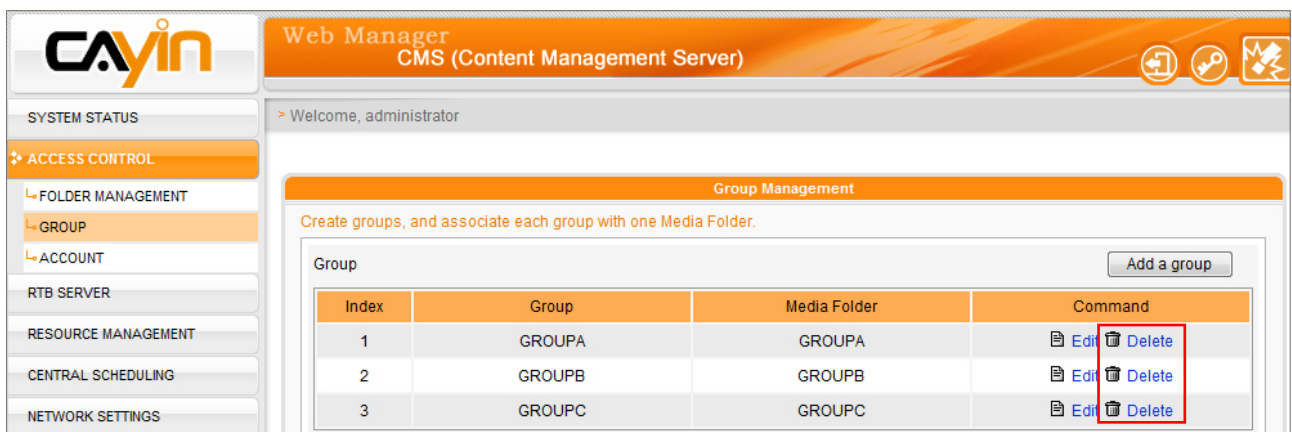 CAYIN
Web Manager
CMS (Content Management Server)
SYSTEM STATUS
> Welcome, administrator
ACCESS CONTROL
FOLDER MANAGEMENT
GROUP
ACCOUNT
RTB SERVER
RESOURCE MANAGEMENT
CENTRAL SCHEDULING
NETWORK SETTINGS
Group Management
Create groups, and associate each group with one Media Folder.
Group Add a group
Index Group Media Folder Command
1 GROUPA GROUPA Edit Delete
2 GROUPB GROUPB Edit Delete
3 GROUPC GROUPC Edit Delete